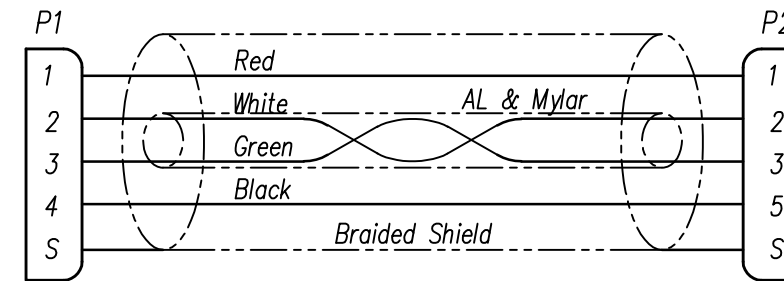 P1 P2
1 Red 1
2 White AL & Mylar 2
3 Green 3
4 Black 5
S Braided Shield S